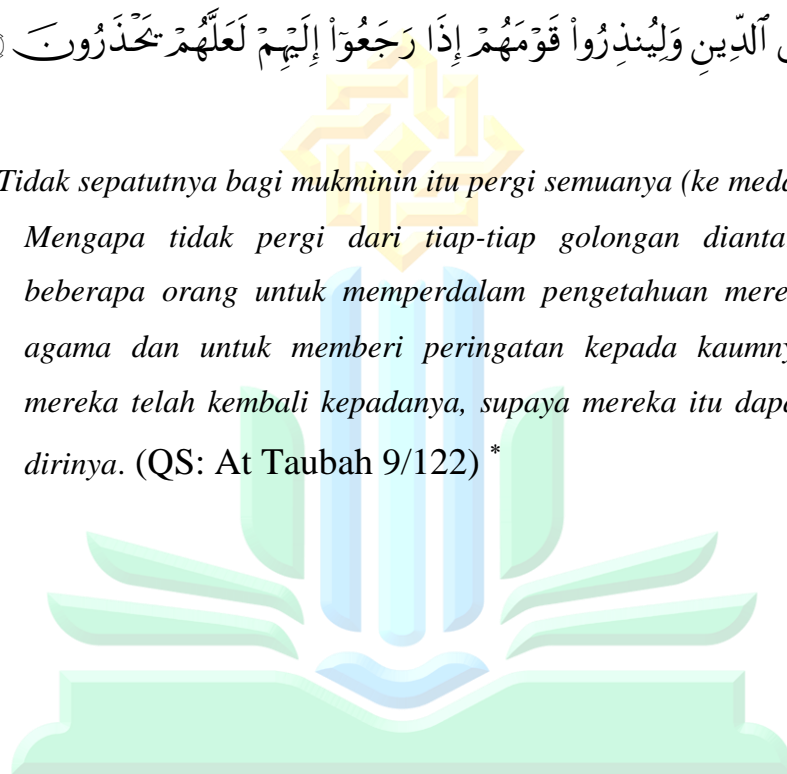 ٱلدِّينِ وَلِيُنذِرُوا۟ قَوْمَهُمْ إِذَا رَجَعُوٓا۟ إِلَيْهِمْ لَعَلَّهُمْ تَحْذَرُونَ
Tidak sepatutnya bagi mukminin itu pergi semuanya (ke meda
Mengapa tidak pergi dari tiap-tiap golongan dianta
beberapa orang untuk memperdalam pengetahuan mere
agama dan untuk memberi peringatan kepada kaumny
mereka telah kembali kepadanya, supaya mereka itu dapa
dirinya. (QS: At Taubah 9/122) *